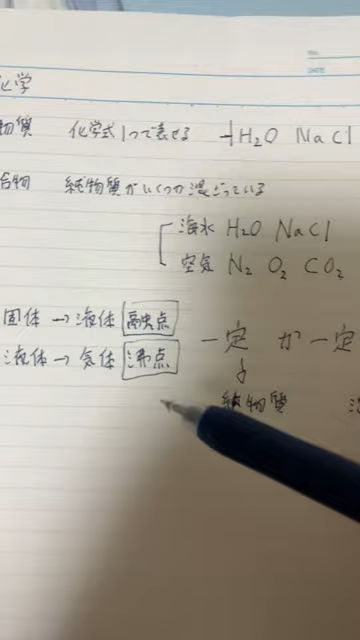 No.
DATE
化学
物質 化学式1つで表せる H₂O NaCl
合物 純物質がいくつか混ざっている
海水 H₂O NaCl
空気 N₂ O₂ CO₂
固体→液体 融点
液体→気体 沸点
一定 か 一定
純物質